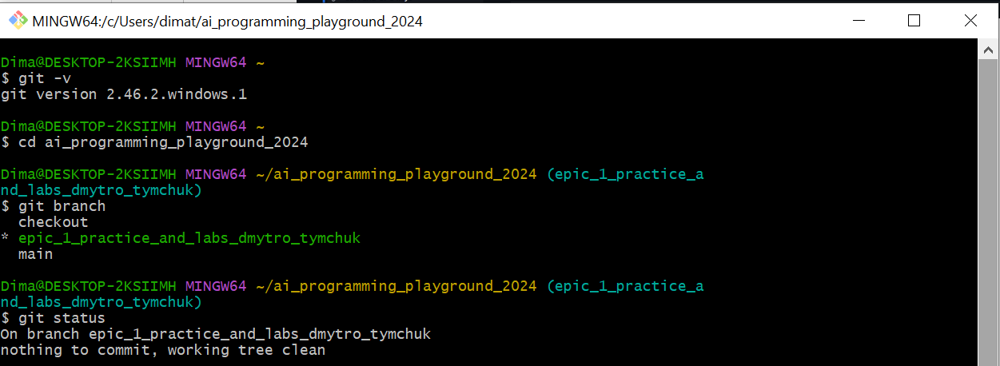 MINGW64:/c/Users/dimat/ai_programming_playground_2024
Dima@DESKTOP-2KSIIMH MINGW64 ~
$ git -v
git version 2.46.2.windows.1
Dima@DESKTOP-2KSIIMH MINGW64 ~
$ cd ai_programming_playground_2024
Dima@DESKTOP-2KSIIMH MINGW64 ~/ai_programming_playground_2024 (epic_1_practice_a
nd_labs_dmytro_tymchuk)
$ git branch
  checkout
* epic_1_practice_and_labs_dmytro_tymchuk
  main
Dima@DESKTOP-2KSIIMH MINGW64 ~/ai_programming_playground_2024 (epic_1_practice_a
nd_labs_dmytro_tymchuk)
$ git status
On branch epic_1_practice_and_labs_dmytro_tymchuk
nothing to commit, working tree clean